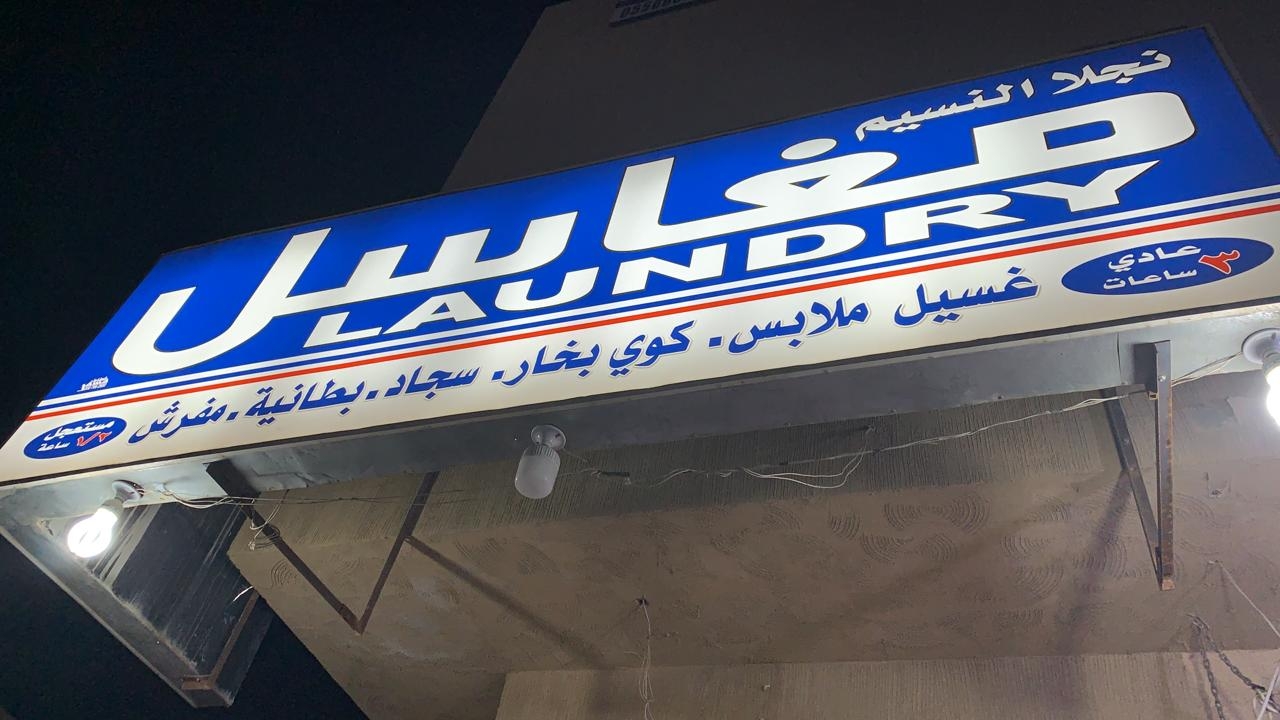 نجلا النسيم
مغاسل
LAUNDRY
عادي
٣ ساعات
غسيل ملابس. كوي بخار. سجاد. بطانية. مفرش
مستعجل
١/٢ ساعة